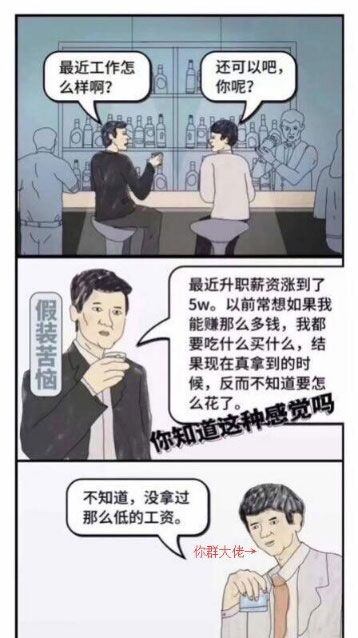 最近工作怎
么样啊？
还可以吧，
你呢？
假装苦恼
最近升职薪资涨到了
5w。以前常想如果我
能赚那么多钱，我都
要吃什么买什么，结
果现在真拿到的时
候，反而不知道要怎
么花了。
你知道这种感觉吗
不知道，没拿过
那么低的工资。
你群大佬→